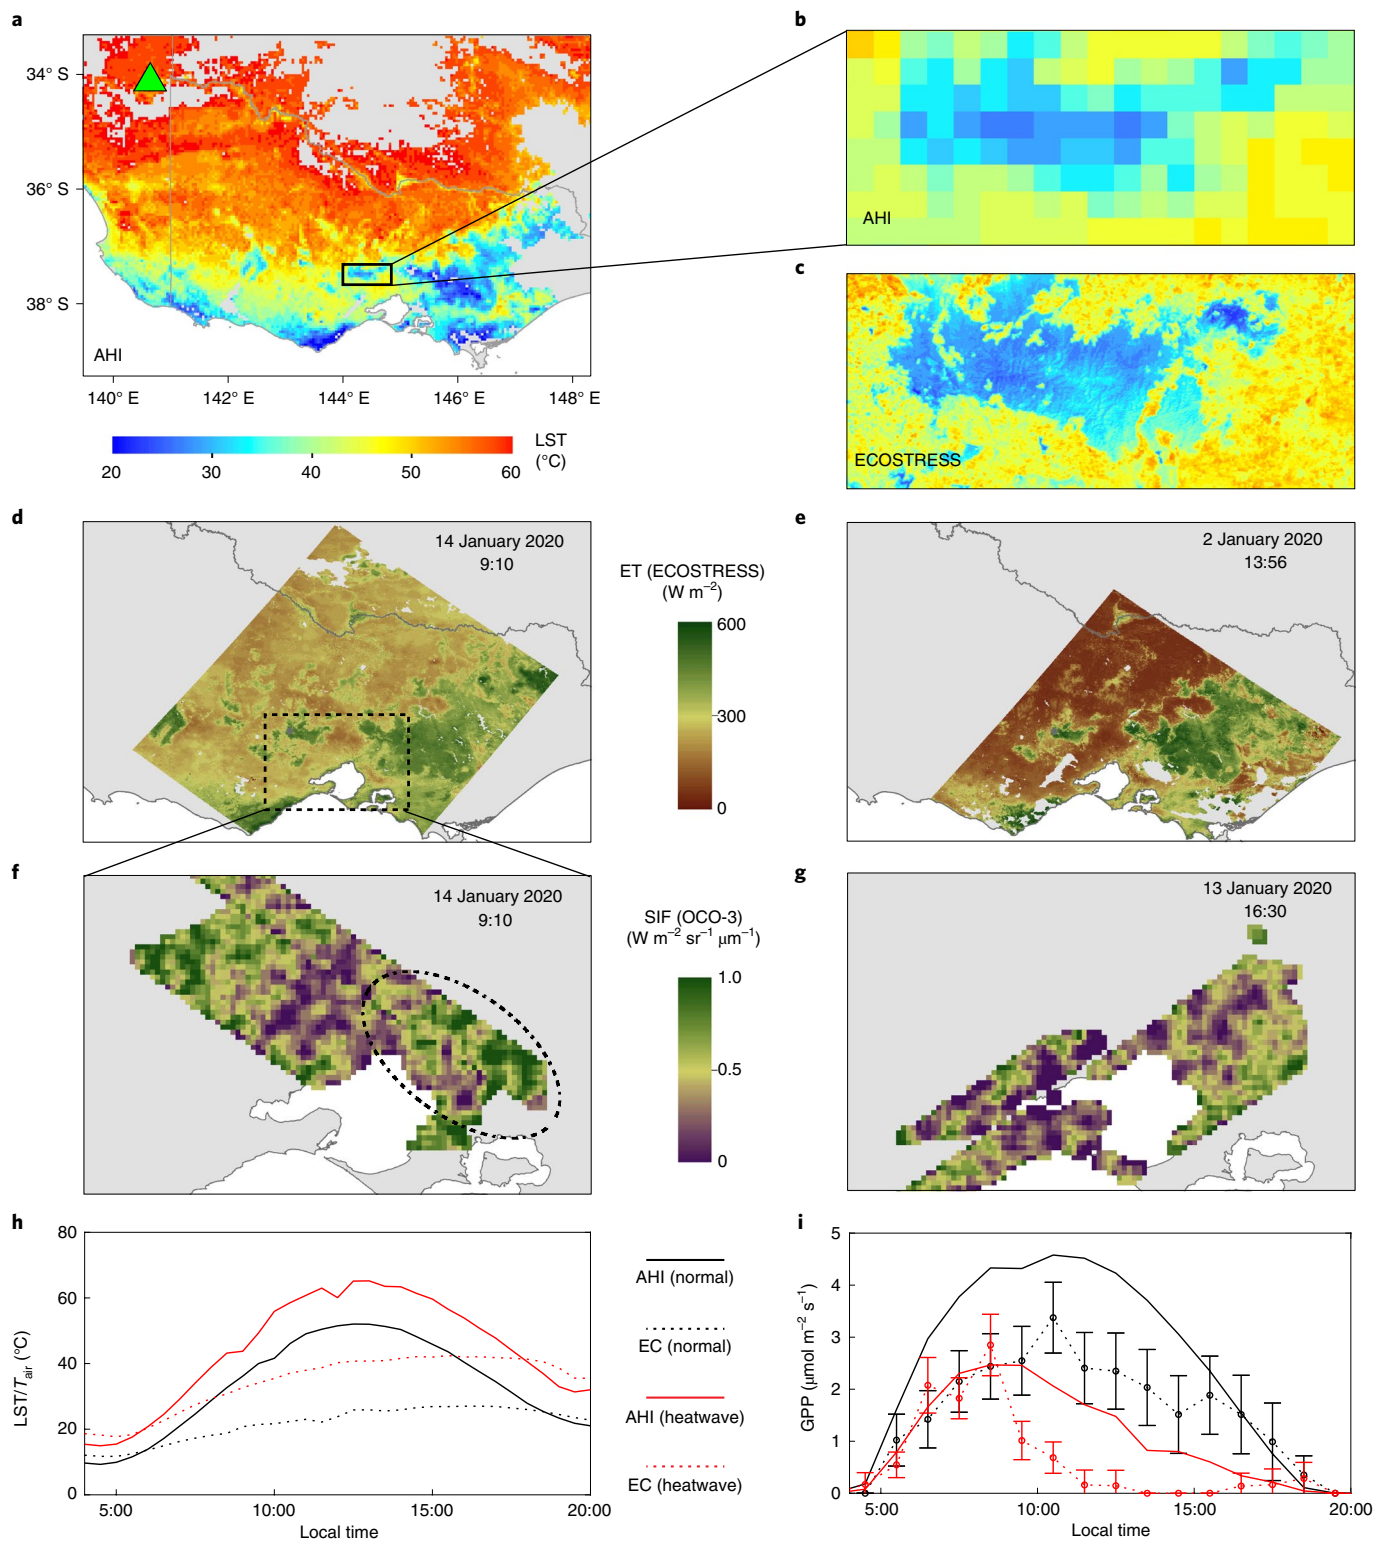 a
34° S
36° S
38° S
AHI
140° E
142° E
144° E
146° E
148° E
20
30
40
50
60
LST
(°C)
b
AHI
c
ECOSTRESS
d
14 January 2020
9:10
ET (ECOSTRESS)
(W m⁻²)
600
300
0
e
2 January 2020
13:56
f
14 January 2020
9:10
SIF (OCO-3)
(W m⁻² sr⁻¹ μm⁻¹)
1.0
0.5
0
g
13 January 2020
16:30
h
80
60
40
20
0
LST/Tair (°C)
5:00
10:00
15:00
20:00
Local time
AHI (normal)
EC (normal)
AHI (heatwave)
EC (heatwave)
i
5
4
3
2
1
0
GPP (μmol m⁻² s⁻¹)
5:00
10:00
15:00
20:00
Local time